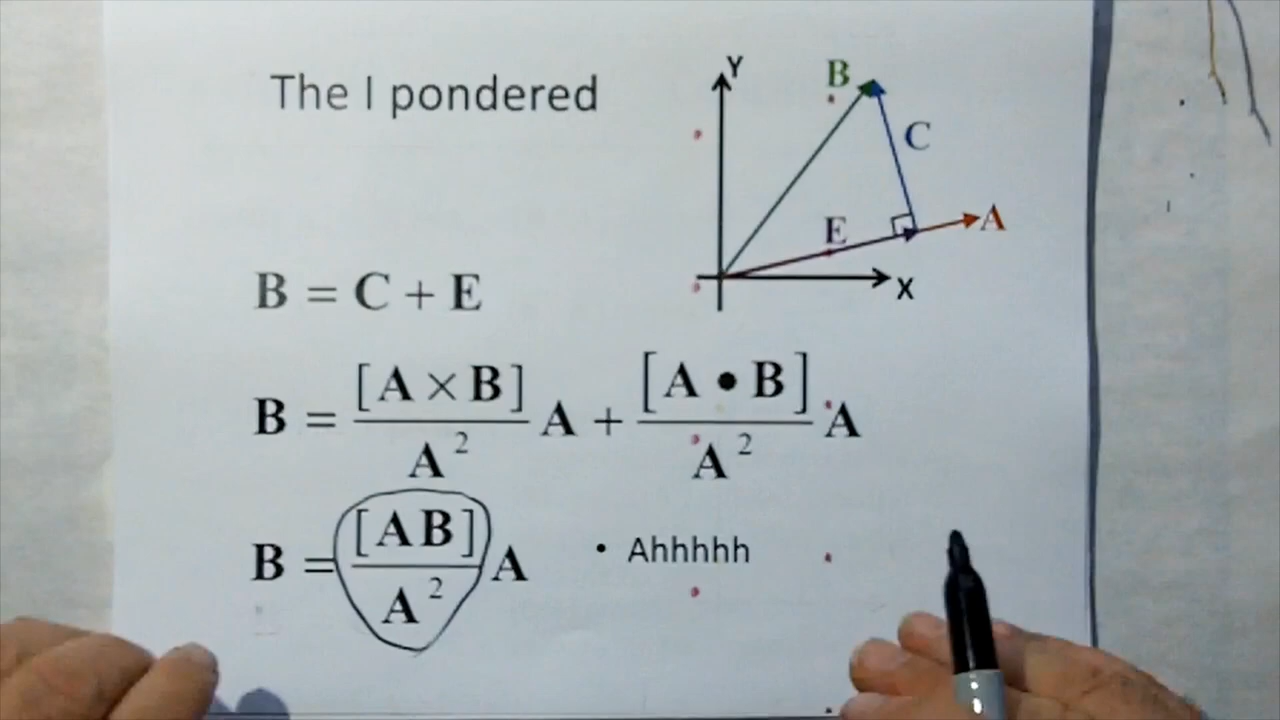 The I pondered
Y
B
C
E
A
X
B = C + E
B = [A × B] / A² A + [A • B] / A² A
B = [AB] / A² A
• Ahhhhh